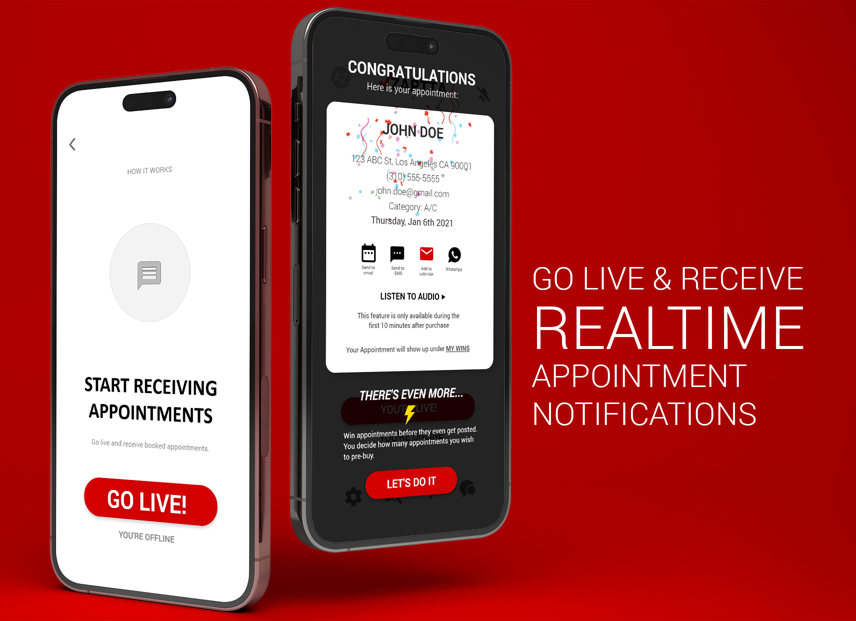 HOW IT WORKS
START RECEIVING
APPOINTMENTS
Go live and receive booked appointments.
GO LIVE!
YOU'RE OFFLINE
CONGRATULATIONS
Here is your appointment:
JOHN DOE
123 ABC St, Los Angeles CA 90001
(310) 555-5555
john.doe@gmail.com
Category: A/C
Thursday, Jan 6th 2021
Send to email
Send to SMS
Add to calendar
WhatsApp
LISTEN TO AUDIO
This feature is only available during the
first 10 minutes after purchase
Your Appointment will show up under MY WINS
THERE'S EVEN MORE...
YOU'RE LIVE!
Win appointments before they even get posted.
You decide how many appointments you wish
to pre-buy.
LET'S DO IT
GO LIVE & RECEIVE
REALTIME
APPOINTMENT
NOTIFICATIONS